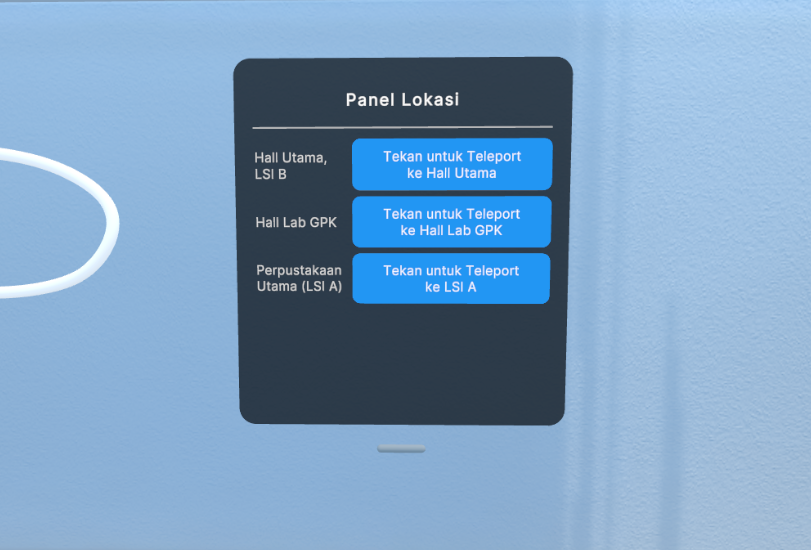 Panel Lokasi
Hall Utama,
LSI B
Tekan untuk Teleport
ke Hall Utama
Hall Lab GPK
Tekan untuk Teleport
ke Hall Lab GPK
Perpustakaan
Utama (LSI A)
Tekan untuk Teleport
ke LSI A